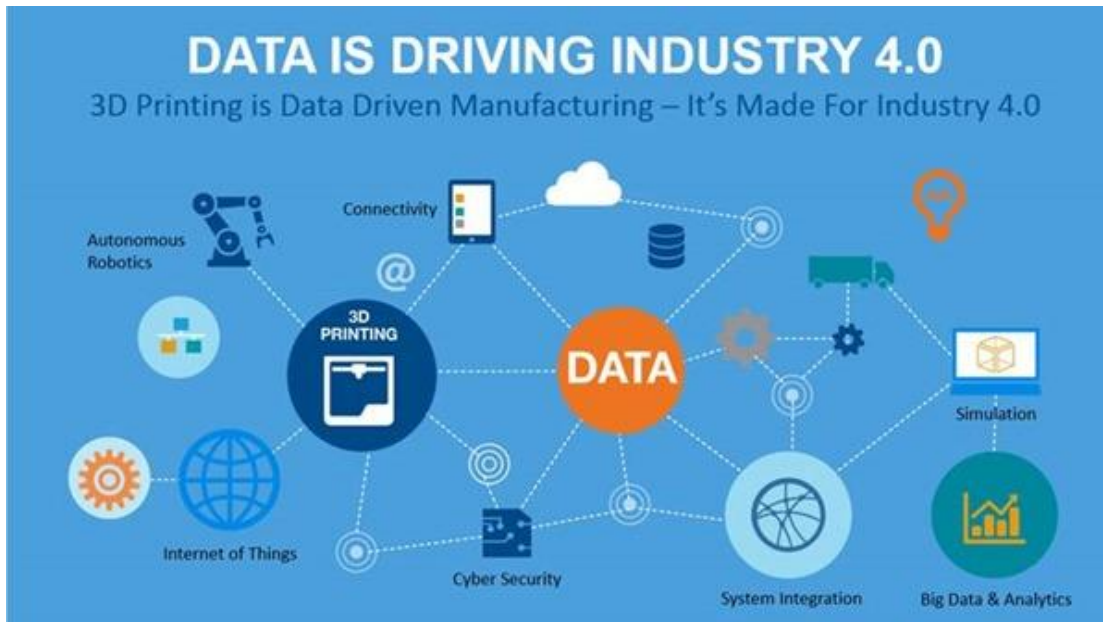 DATA IS DRIVING INDUSTRY 4.0
3D Printing is Data Driven Manufacturing – It's Made For Industry 4.0
Connectivity
Autonomous
Robotics
@
3D
PRINTING
DATA
Simulation
Internet of Things
Cyber Security
System Integration
Big Data & Analytics